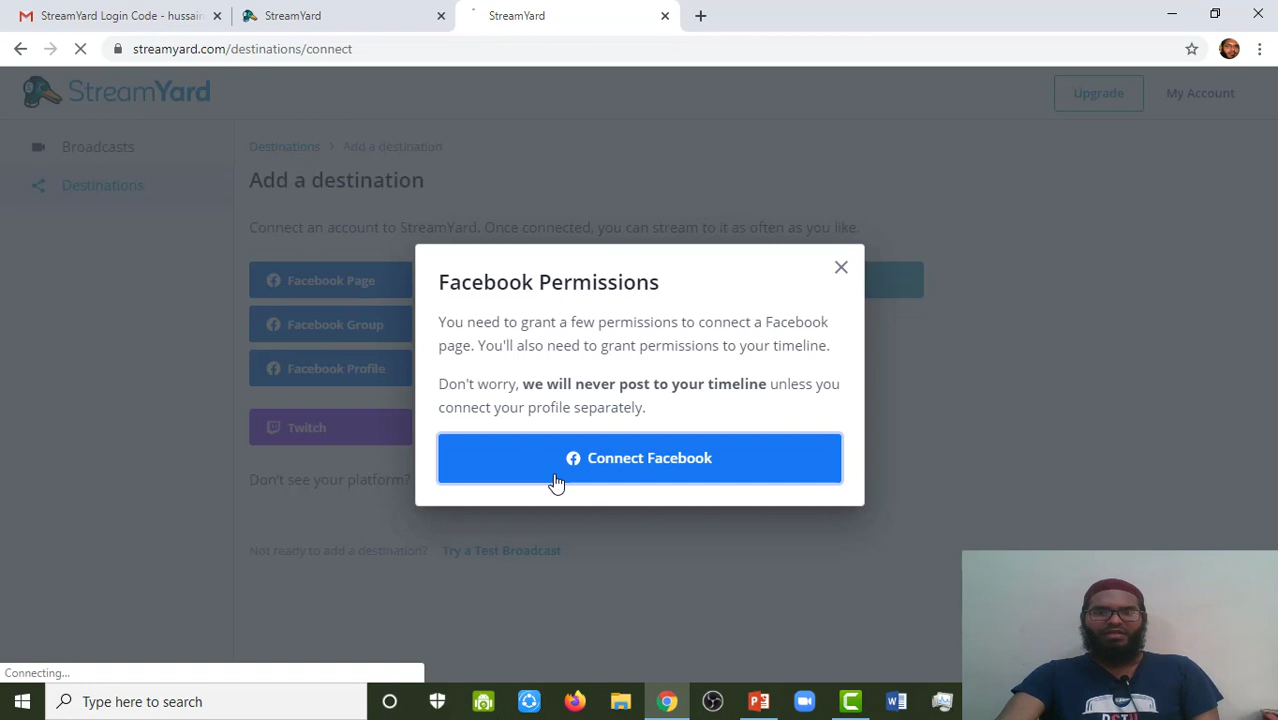 StreamYard Login Code - hussain
StreamYard
StreamYard
streamyard.com/destinations/connect
StreamYard
Upgrade
My Account
Broadcasts
Destinations
Destinations > Add a destination
Add a destination
Connect an account to StreamYard. Once connected, you can stream to it as often as you like.
Facebook Page
Facebook Group
Facebook Profile
Twitch
Don't see your platform?
Not ready to add a destination? Try a Test Broadcast
Facebook Permissions
You need to grant a few permissions to connect a Facebook
page. You'll also need to grant permissions to your timeline.
Don't worry, we will never post to your timeline unless you
connect your profile separately.
Connect Facebook
Connecting...
Type here to search